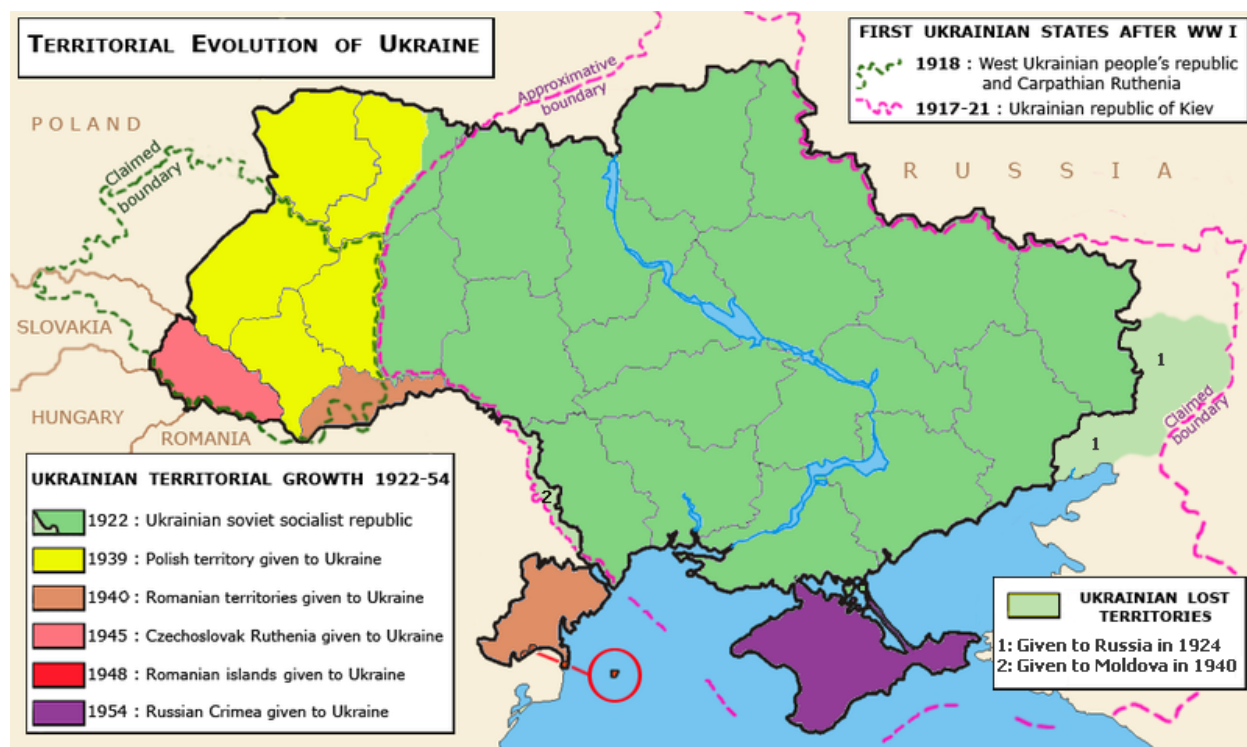 TERRITORIAL EVOLUTION OF UKRAINE
FIRST UKRAINIAN STATES AFTER WW I
1918 : West Ukrainian people's republic
and Carpathian Ruthenia
1917-21 : Ukrainian republic of Kiev
Approximative
boundary
POLAND
Claimed
boundary
RUSSIA
SLOVAKIA
HUNGARY
ROMANIA
1
1
Claimed
boundary
2
UKRAINIAN TERRITORIAL GROWTH 1922-54
1922 : Ukrainian soviet socialist republic
1939 : Polish territory given to Ukraine
1940 : Romanian territories given to Ukraine
1945 : Czechoslovak Ruthenia given to Ukraine
1948 : Romanian islands given to Ukraine
1954 : Russian Crimea given to Ukraine
UKRAINIAN LOST
TERRITORIES
1: Given to Russia in 1924
2: Given to Moldova in 1940